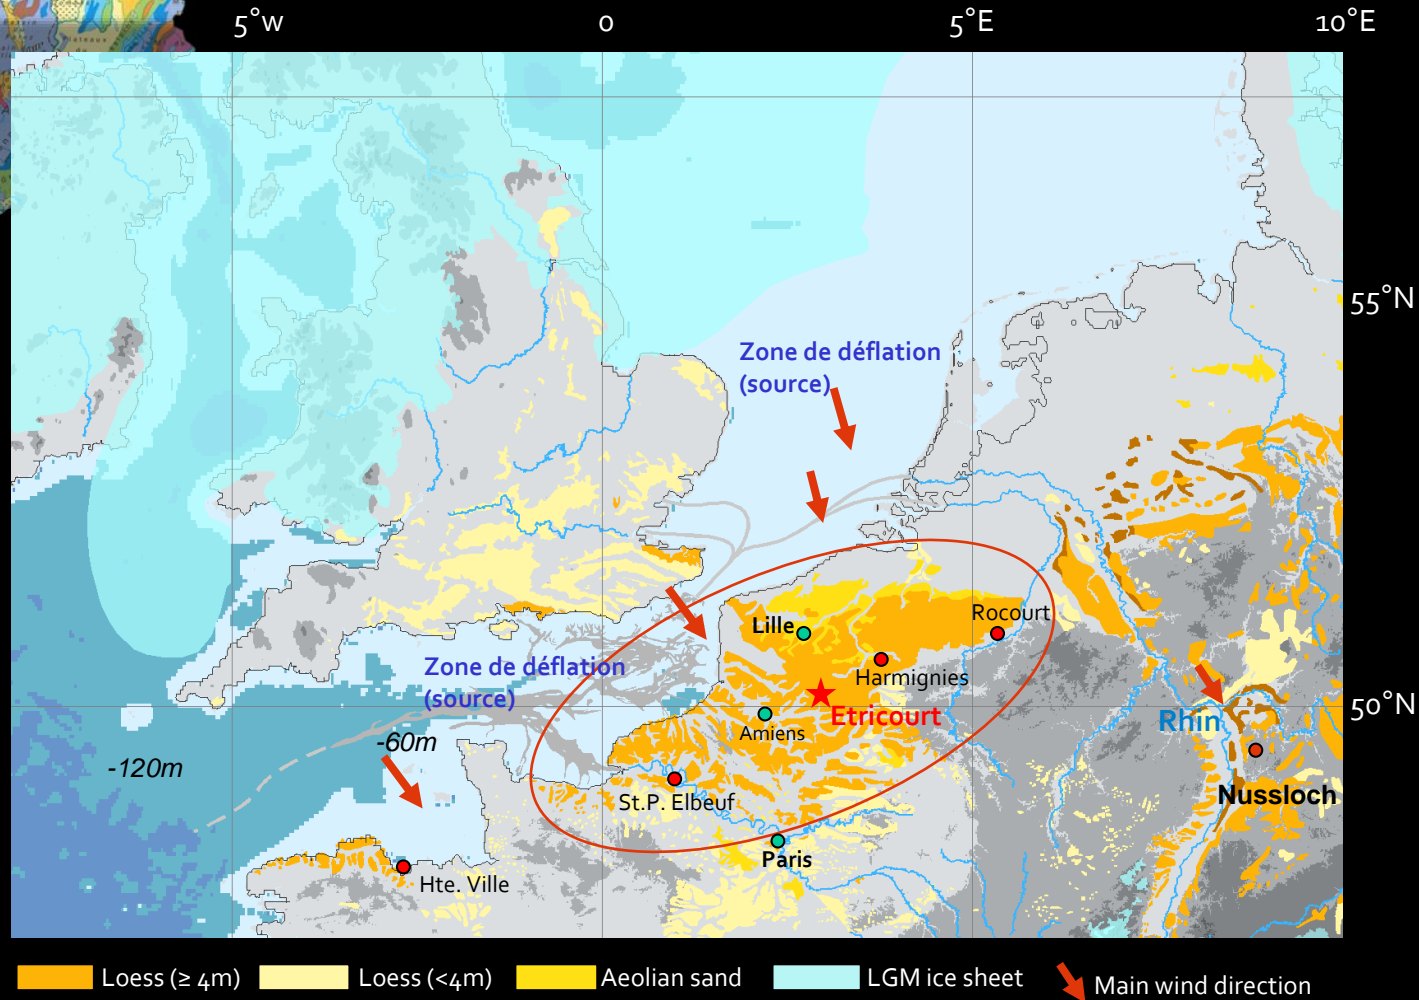 5°W
0
5°E
10°E
55°N
Zone de déflation
(source)
Rocourt
Lille
Harmignies
Zone de déflation
(source)
Etricourt
50°N
Rhin
Amiens
-60m
-120m
Nussloch
St.P. Elbeuf
Paris
Hte. Ville
Loess (≥ 4m)
Loess (<4m)
Aeolian sand
LGM ice sheet
Main wind direction